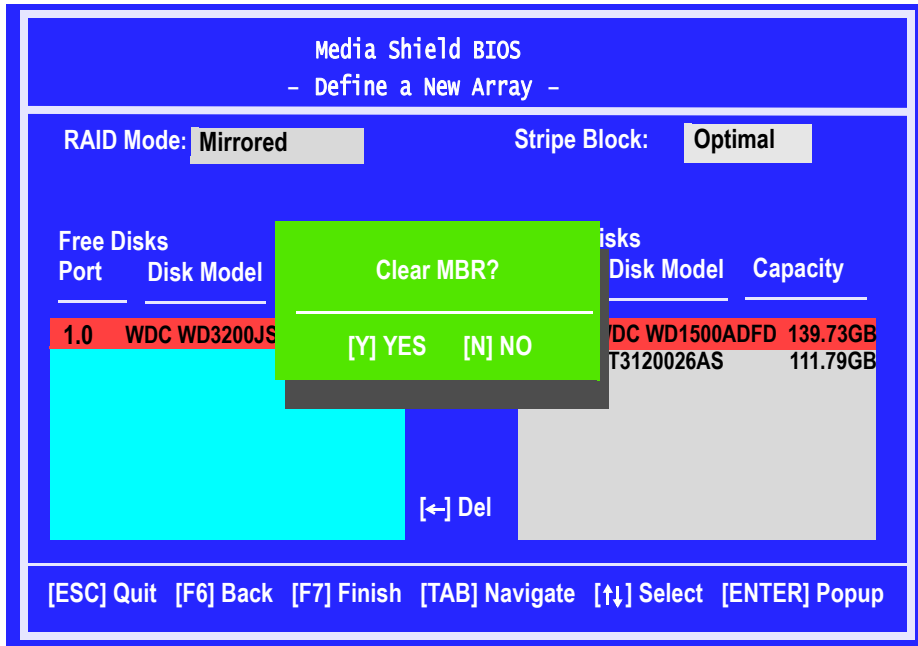 Media Shield BIOS
– Define a New Array –
RAID Mode: Mirrored Stripe Block: Optimal
Free Disks isks
Port Disk Model Disk Model Capacity
Clear MBR?
1.0 WDC WD3200JS DC WD1500ADFD 139.73GB
[Y] YES [N] NO
T3120026AS 111.79GB
[←] Del
[ESC] Quit [F6] Back [F7] Finish [TAB] Navigate [↑↓] Select [ENTER] Popup